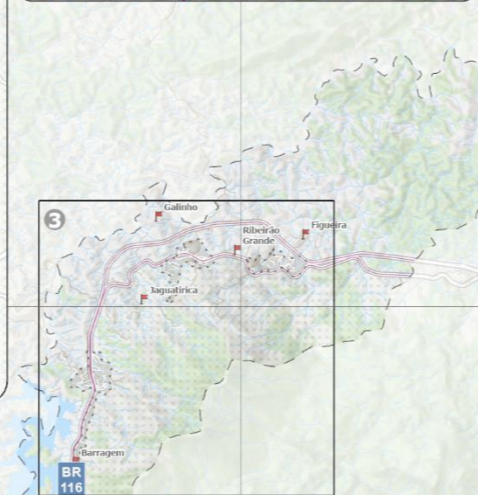 3
Galinho
Figueira
Ribeirão
Grande
Jaguatirica
Barragem
BR
116